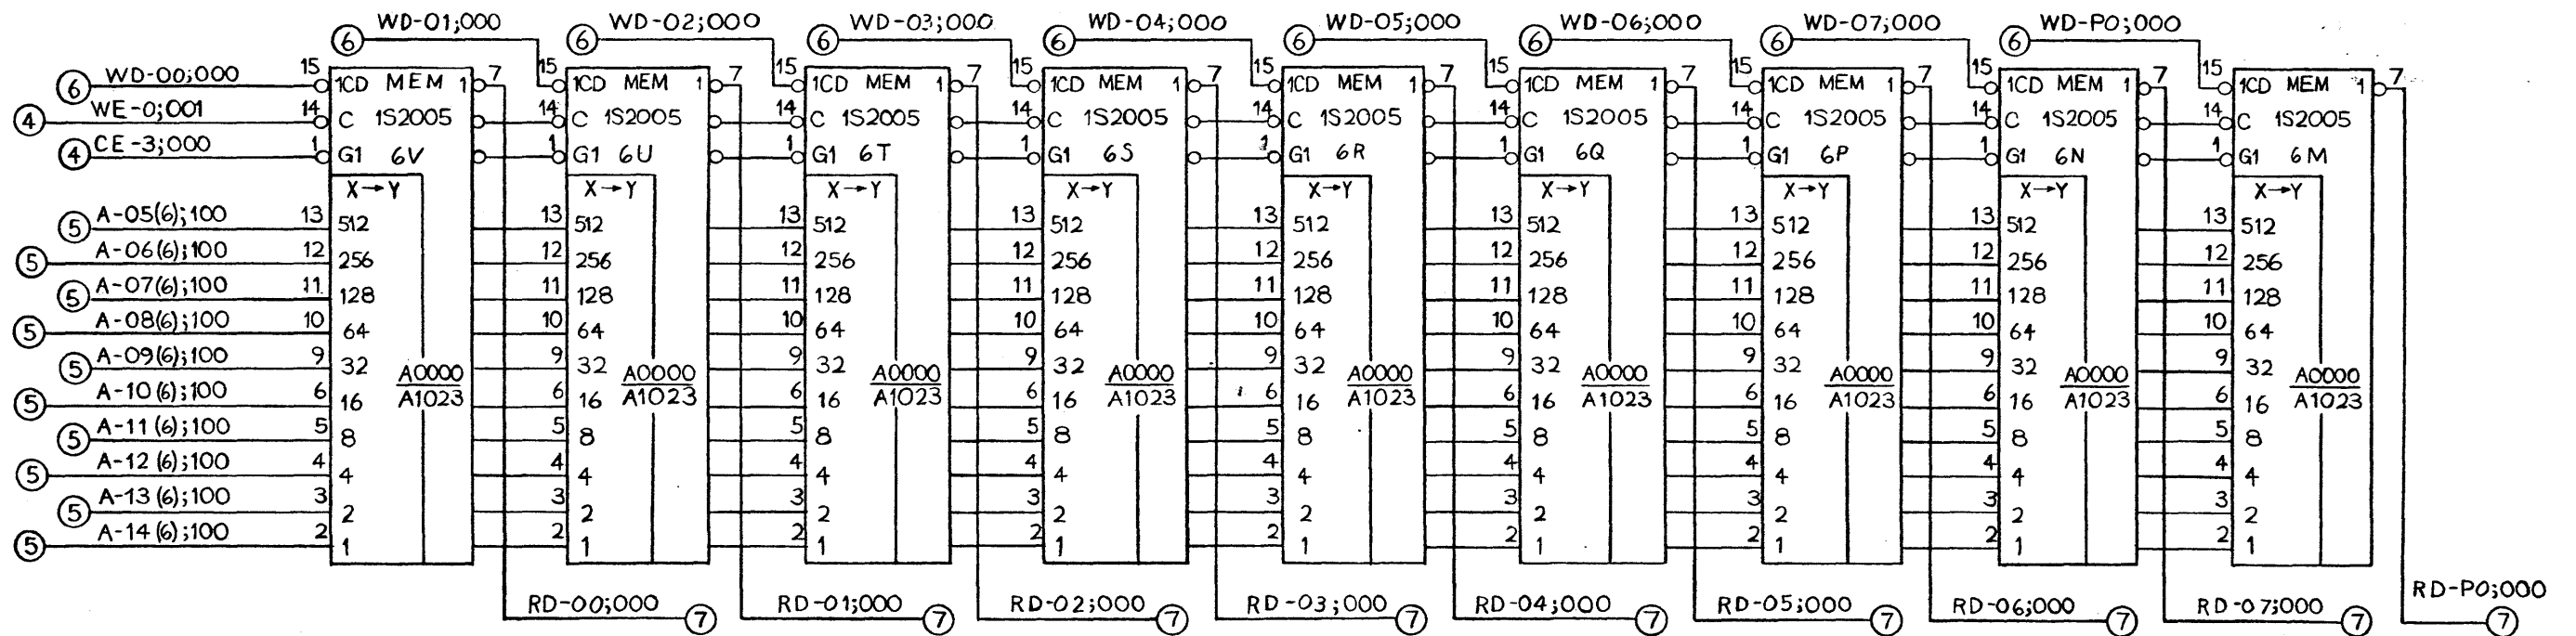 WD-01;000 WD-02;000 WD-03;000 WD-04;000 WD-05;000 WD-06;000 WD-07;000 WD-P0;000
6 6 6 6 6 6 6 6
6 WD-00;000 15 1CD MEM 1 7 15 1CD MEM 1 7 15 1CD MEM 1 7 15 1CD MEM 1 7 15 1CD MEM 1 7 15 1CD MEM 1 7 15 1CD MEM 1 7 15 1CD MEM 1 7 15 1CD MEM 1 7
4 WE-0;001 14 C 1S2005 14 C 1S2005 14 C 1S2005 14 C 1S2005 14 C 1S2005 14 C 1S2005 14 C 1S2005 14 C 1S2005 14 C 1S2005
4 CE-3;000 1 G1 6V 1 G1 6U 1 G1 6T 1 G1 6S 1 G1 6R 1 G1 6Q 1 G1 6P 1 G1 6N 1 G1 6M
X→Y X→Y X→Y X→Y X→Y X→Y X→Y X→Y X→Y
5 A-05(6);100 13 512 13 512 13 512 13 512 13 512 13 512 13 512 13 512 13 512
5 A-06(6);100 12 256 12 256 12 256 12 256 12 256 12 256 12 256 12 256 12 256
5 A-07(6);100 11 128 11 128 11 128 11 128 11 128 11 128 11 128 11 128 11 128
5 A-08(6);100 10 64 10 64 10 64 10 64 10 64 10 64 10 64 10 64 10 64
5 A-09(6);100 9 32 A0000 9 32 A0000 9 32 A0000 9 32 A0000 9 32 A0000 9 32 A0000 9 32 A0000 9 32 A0000 9 32 A0000
5 A-10(6);100 6 16 A1023 6 16 A1023 6 16 A1023 6 16 A1023 6 16 A1023 6 16 A1023 6 16 A1023 6 16 A1023 6 16 A1023
5 A-11(6);100 5 8 5 8 5 8 5 8 5 8 5 8 5 8 5 8 5 8
5 A-12(6);100 4 4 4 4 4 4 4 4 4 4 4 4 4 4 4 4 4 4
5 A-13(6);100 3 2 3 2 3 2 3 2 3 2 3 2 3 2 3 2 3 2
5 A-14(6);100 2 1 2 1 2 1 2 1 2 1 2 1 2 1 2 1 2 1
RD-00;000 7 RD-01;000 7 RD-02;000 7 RD-03;000 7 RD-04;000 7 RD-05;000 7 RD-06;000 7 RD-07;000 7 RD-P0;000 7